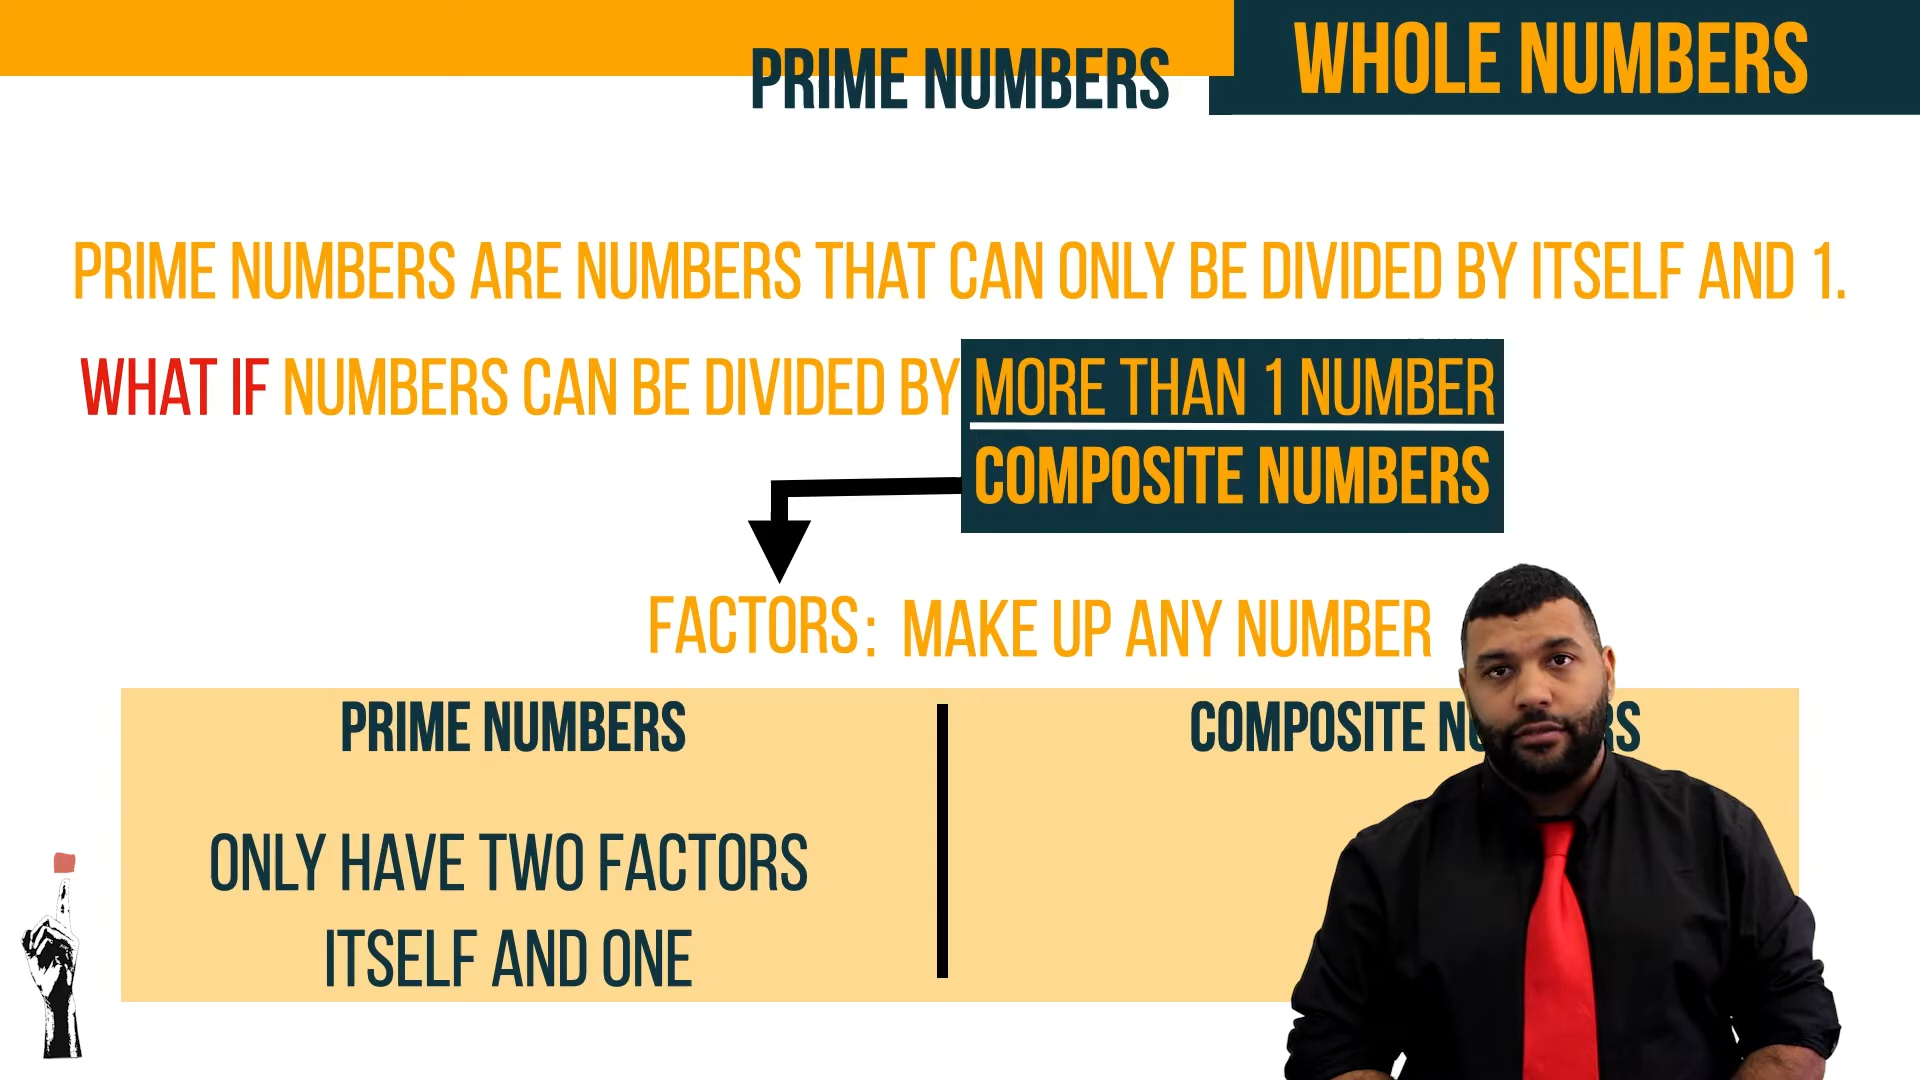 PRIME NUMBERS
WHOLE NUMBERS
PRIME NUMBERS ARE NUMBERS THAT CAN ONLY BE DIVIDED BY ITSELF AND 1.
WHAT IF NUMBERS CAN BE DIVIDED BY MORE THAN 1 NUMBER
COMPOSITE NUMBERS
FACTORS: MAKE UP ANY NUMBER
PRIME NUMBERS
COMPOSITE
ONLY HAVE TWO FACTORS
ITSELF AND ONE